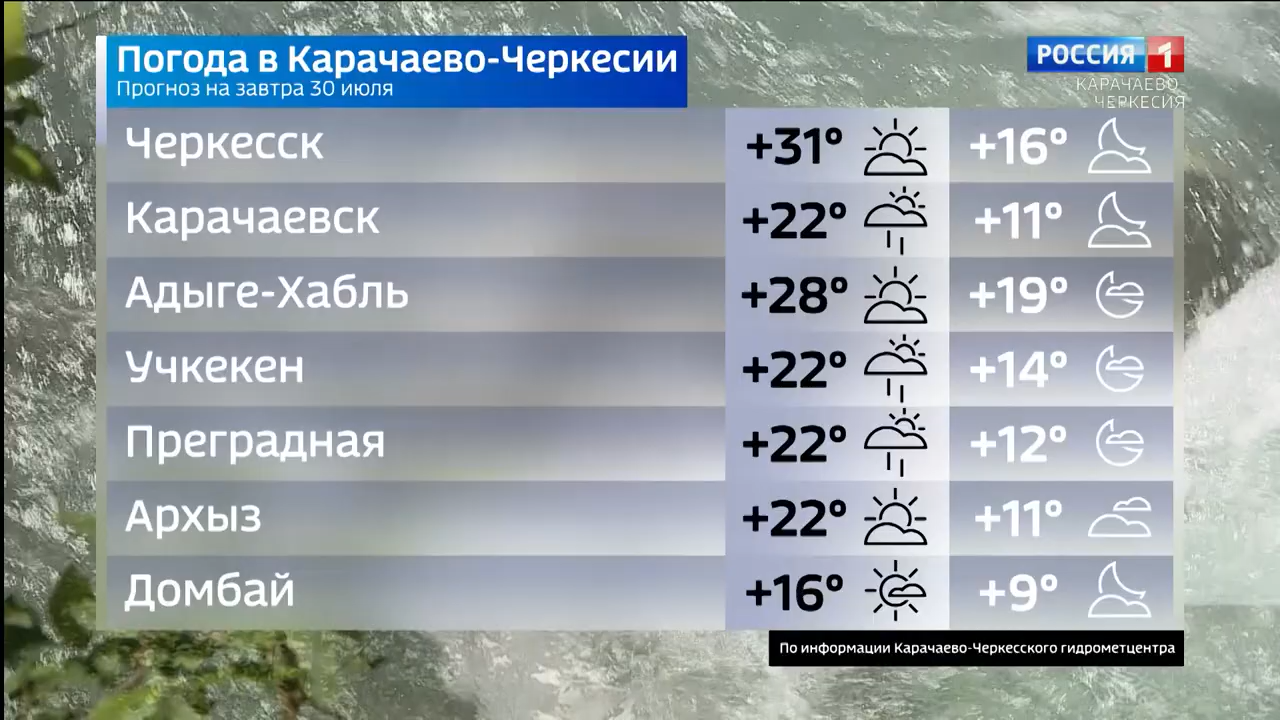 Погода в Карачаево-Черкесии
Прогноз на завтра 30 июля
РОССИЯ 1
КАРАЧАЕВО
ЧЕРКЕСИЯ
Черкесск +31° +16°
Карачаевск +22° +11°
Адыге-Хабль +28° +19°
Учкекен +22° +14°
Преградная +22° +12°
Архыз +22° +11°
Домбай +16° +9°
По информации Карачаево-Черкесского гидрометцентра